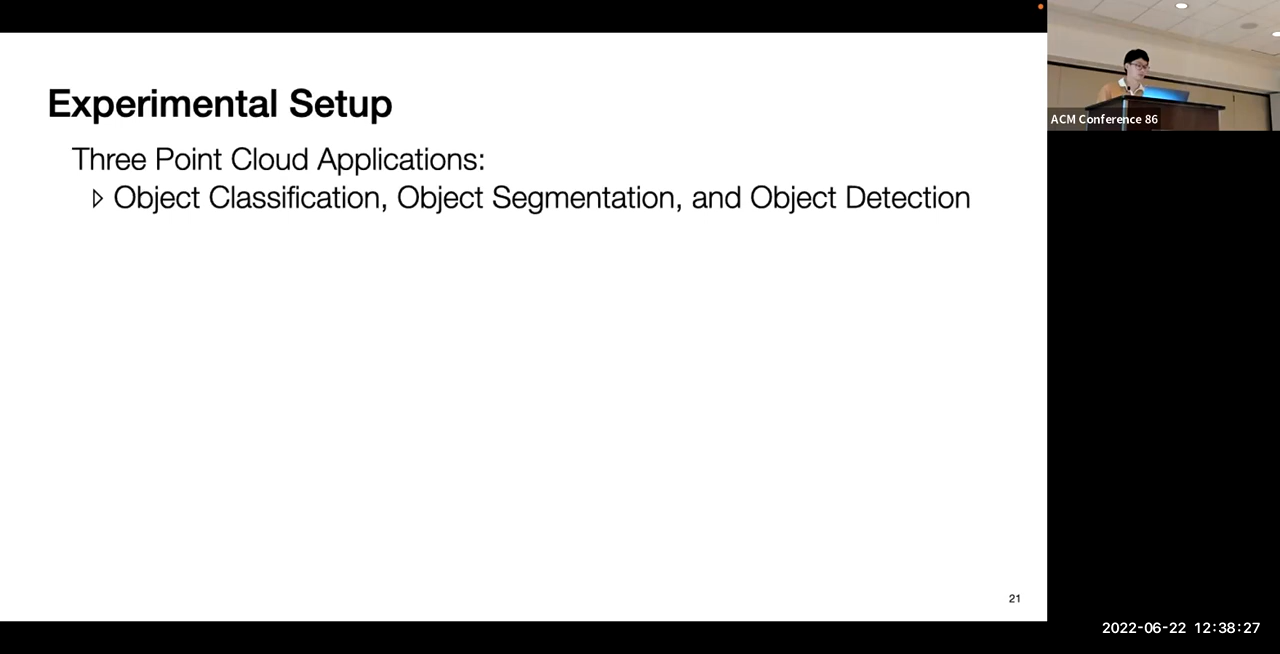 Experimental Setup
Three Point Cloud Applications:
Object Classification, Object Segmentation, and Object Detection
21
ACM Conference 86
2022-06-22 12:38:27